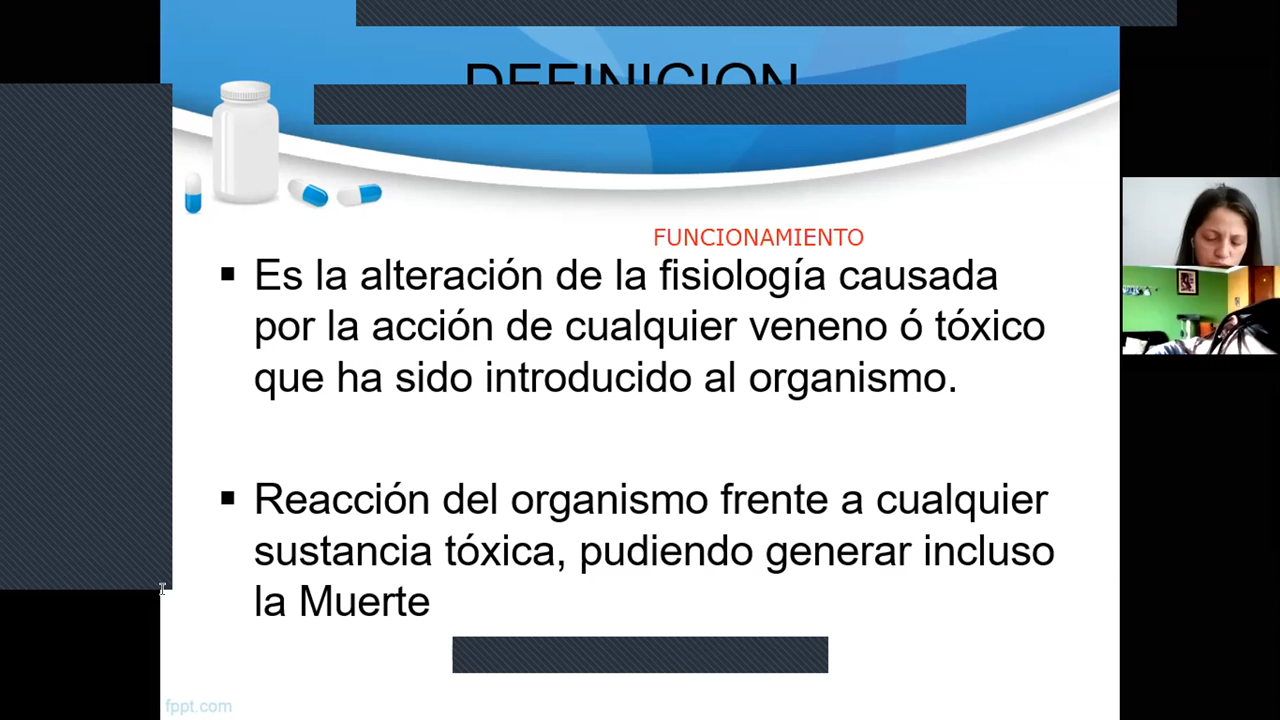 DEFINICION
FUNCIONAMIENTO
Es la alteración de la fisiología causada
por la acción de cualquier veneno ó tóxico
que ha sido introducido al organismo.
Reacción del organismo frente a cualquier
sustancia tóxica, pudiendo generar incluso
la Muerte
fppt.com